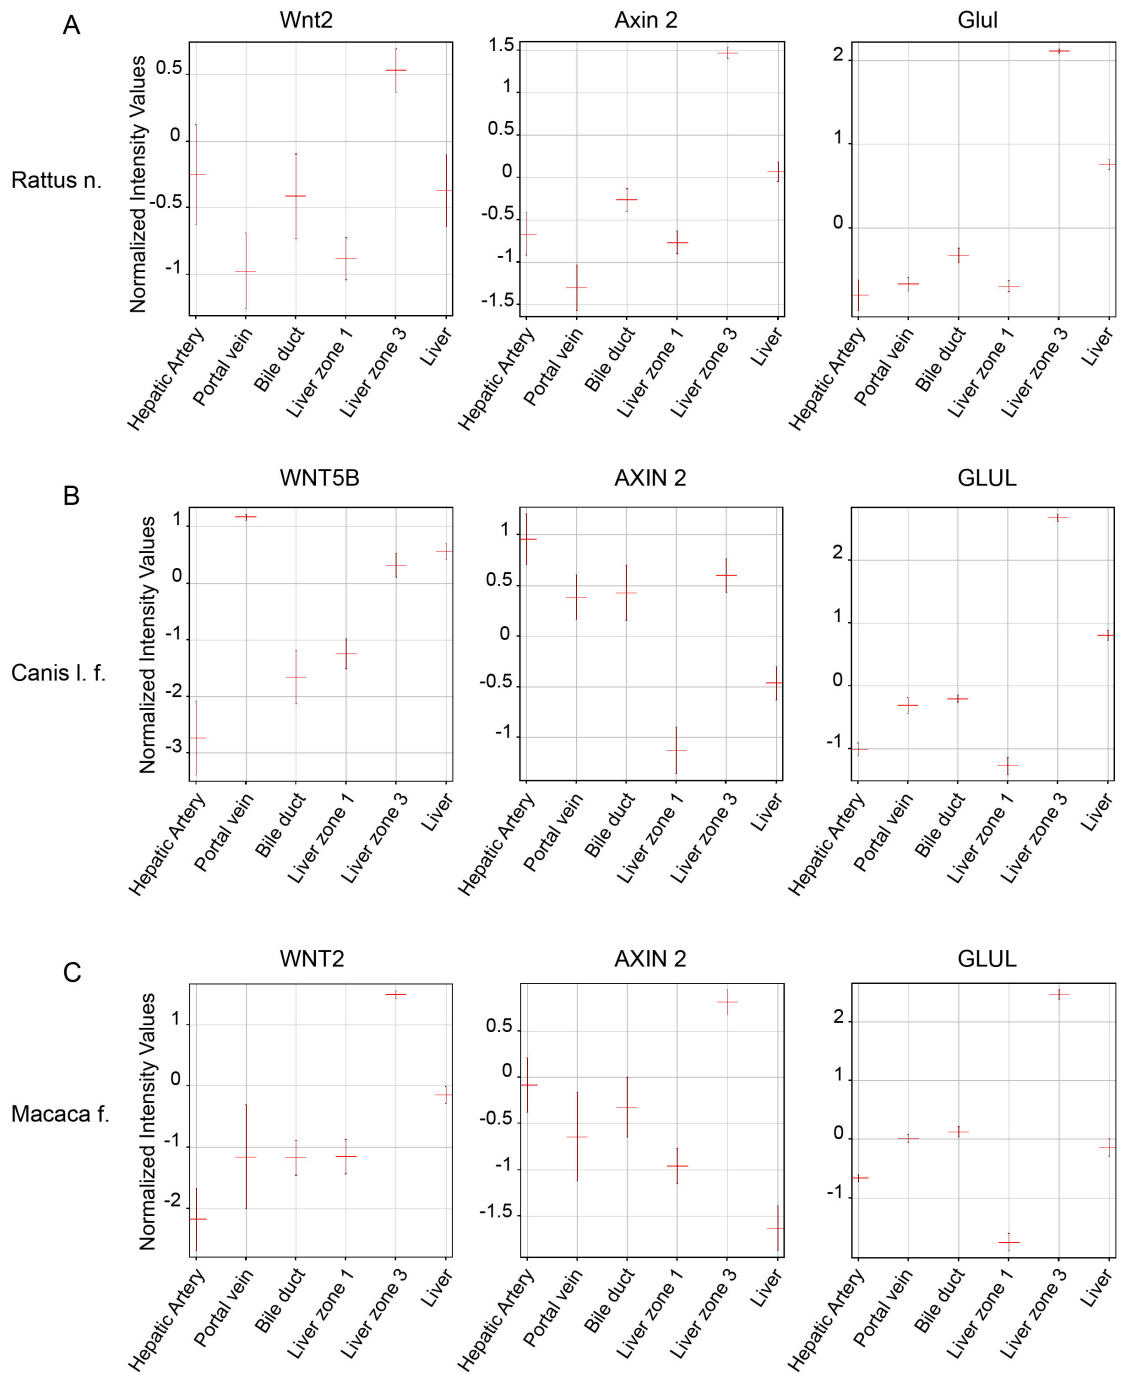 A
Wnt2
Axin 2
Glul
Rattus n.
Normalized Intensity Values
0.5
0
-0.5
-1
1.5
1
0.5
0
-0.5
-1
-1.5
2
1
0
Hepatic Artery
Portal vein
Bile duct
Liver zone 1
Liver zone 3
Liver
Hepatic Artery
Portal vein
Bile duct
Liver zone 1
Liver zone 3
Liver
Hepatic Artery
Portal vein
Bile duct
Liver zone 1
Liver zone 3
Liver
B
WNT5B
AXIN 2
GLUL
Canis l. f.
Normalized Intensity Values
1
0
-1
-2
-3
1
0.5
0
-0.5
-1
2
1
0
-1
Hepatic Artery
Portal vein
Bile duct
Liver zone 1
Liver zone 3
Liver
Hepatic Artery
Portal vein
Bile duct
Liver zone 1
Liver zone 3
Liver
Hepatic Artery
Portal vein
Bile duct
Liver zone 1
Liver zone 3
Liver
C
WNT2
AXIN 2
GLUL
Macaca f.
Normalized Intensity Values
1
0
-1
-2
0.5
0
-0.5
-1
-1.5
2
1
0
-1
Hepatic Artery
Portal vein
Bile duct
Liver zone 1
Liver zone 3
Liver
Hepatic Artery
Portal vein
Bile duct
Liver zone 1
Liver zone 3
Liver
Hepatic Artery
Portal vein
Bile duct
Liver zone 1
Liver zone 3
Liver